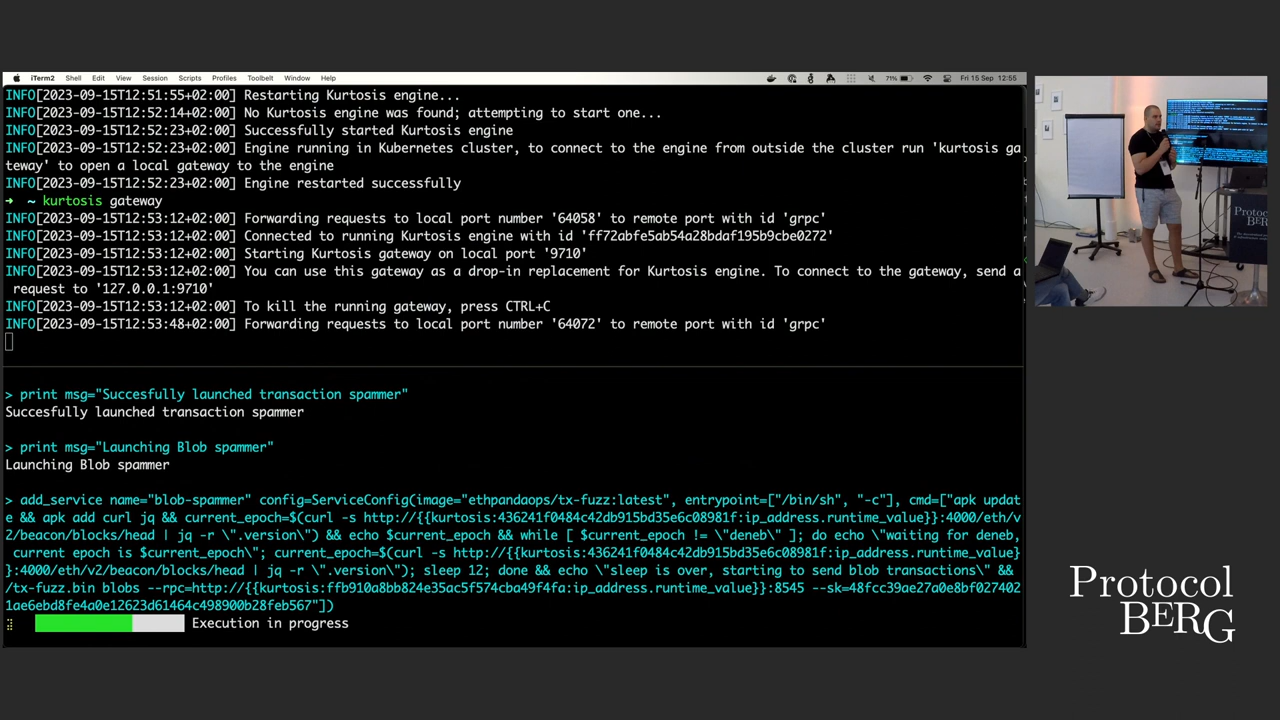 iTerm2 Shell Edit View Session Scripts Profiles Toolbelt Window Help 71% Fri 15 Sep 12:55
INFO[2023-09-15T12:51:55+02:00] Restarting Kurtosis engine...
INFO[2023-09-15T12:52:14+02:00] No Kurtosis engine was found; attempting to start one...
INFO[2023-09-15T12:52:23+02:00] Successfully started Kurtosis engine
INFO[2023-09-15T12:52:23+02:00] Engine running in Kubernetes cluster, to connect to the engine from outside the cluster run 'kurtosis ga
teway' to open a local gateway to the engine
INFO[2023-09-15T12:52:23+02:00] Engine restarted successfully
➜ ~ kurtosis gateway
INFO[2023-09-15T12:53:12+02:00] Forwarding requests to local port number '64058' to remote port with id 'grpc'
INFO[2023-09-15T12:53:12+02:00] Connected to running Kurtosis engine with id 'ff72abfe5ab54a28bdaf195b9cbe0272'
INFO[2023-09-15T12:53:12+02:00] Starting Kurtosis gateway on local port '9710'
INFO[2023-09-15T12:53:12+02:00] You can use this gateway as a drop-in replacement for Kurtosis engine. To connect to the gateway, send a
request to '127.0.0.1:9710'
INFO[2023-09-15T12:53:12+02:00] To kill the running gateway, press CTRL+C
INFO[2023-09-15T12:53:48+02:00] Forwarding requests to local port number '64072' to remote port with id 'grpc'
> print msg="Succesfully launched transaction spammer"
Succesfully launched transaction spammer
> print msg="Launching Blob spammer"
Launching Blob spammer
> add_service name="blob-spammer" config=ServiceConfig(image="ethpandaops/tx-fuzz:latest", entrypoint=["/bin/sh", "-c"], cmd=["apk updat
e && apk add curl jq && current_epoch=$(curl -s http://{{kurtosis:436241f0484c42db915bd35e6c08981f:ip_address.runtime_value}}:4000/eth/v
2/beacon/blocks/head | jq -r \".version\") && echo $current_epoch && while [ $current_epoch != \"deneb\" ]; do echo \"waiting for deneb,
current epoch is $current_epoch\"; current_epoch=$(curl -s http://{{kurtosis:436241f0484c42db915bd35e6c08981f:ip_address.runtime_value}
}:4000/eth/v2/beacon/blocks/head | jq -r \".version\"); sleep 12; done && echo \"sleep is over, starting to send blob transactions\" &&
/tx-fuzz.bin blobs --rpc=http://{{kurtosis:ffb910a8bb824e35ac5f574cba49f4fa:ip_address.runtime_value}}:8545 --sk=48fcc39ae27a0e8bf027402
1ae6ebd8fe4a0e12623d61464c498900b28feb567"])
Execution in progress
Protocol
BERG
Protocol
BERG